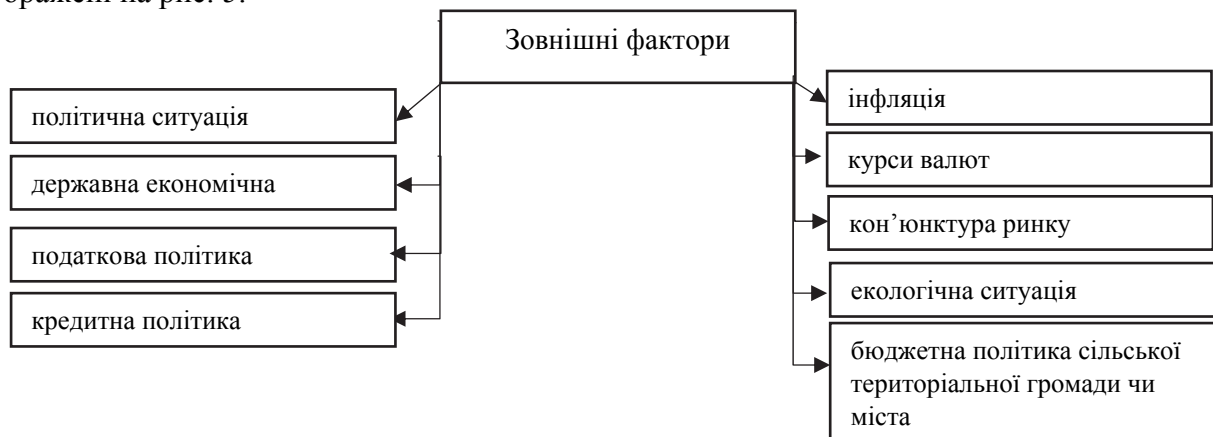 на рис. 3.
Зовнішні фактори
політична ситуація
державна економічна
податкова політика
кредитна політика
інфляція
курси валют
кон’юнктура ринку
екологічна ситуація
бюджетна політика сільської
територіальної громади чи
міста